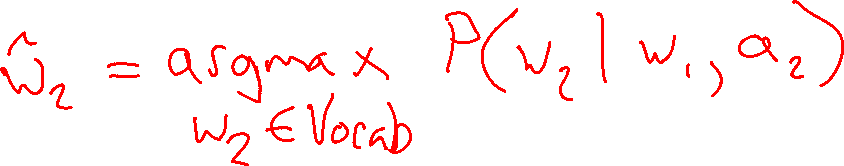 ŵ₂ = argmax P(w₂ | w₁, a₂)
w₂ ∈ Vocab